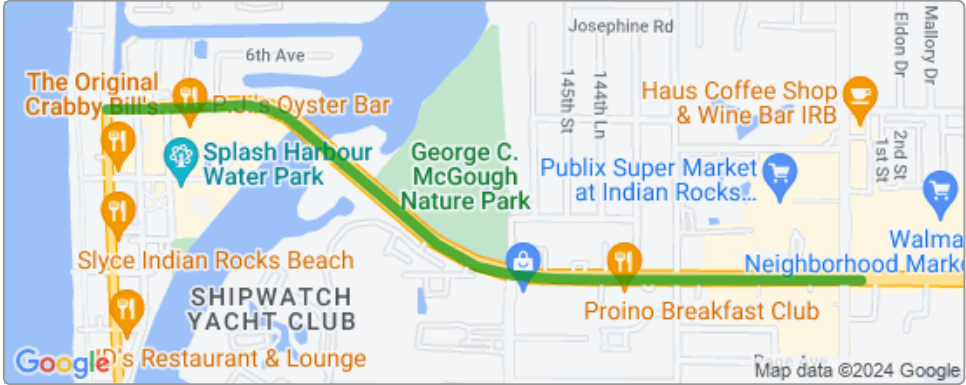 Josephine Rd
Mallory Dr
Eldon Dr
6th Ave
The Original
Crabby Bill's
Oyster Bar
145th St
144th Ln
Haus Coffee Shop
& Wine Bar IRB
2nd St
1st St
Splash Harbour
Water Park
George C.
McGough
Nature Park
Publix Super Market
at Indian Rocks...
Walma
Neighborhood Marke
Slyce Indian Rocks Beach
SHIPWATCH
YACHT CLUB
Proino Breakfast Club
Google
JD's Restaurant & Lounge
Map data ©2024 Google